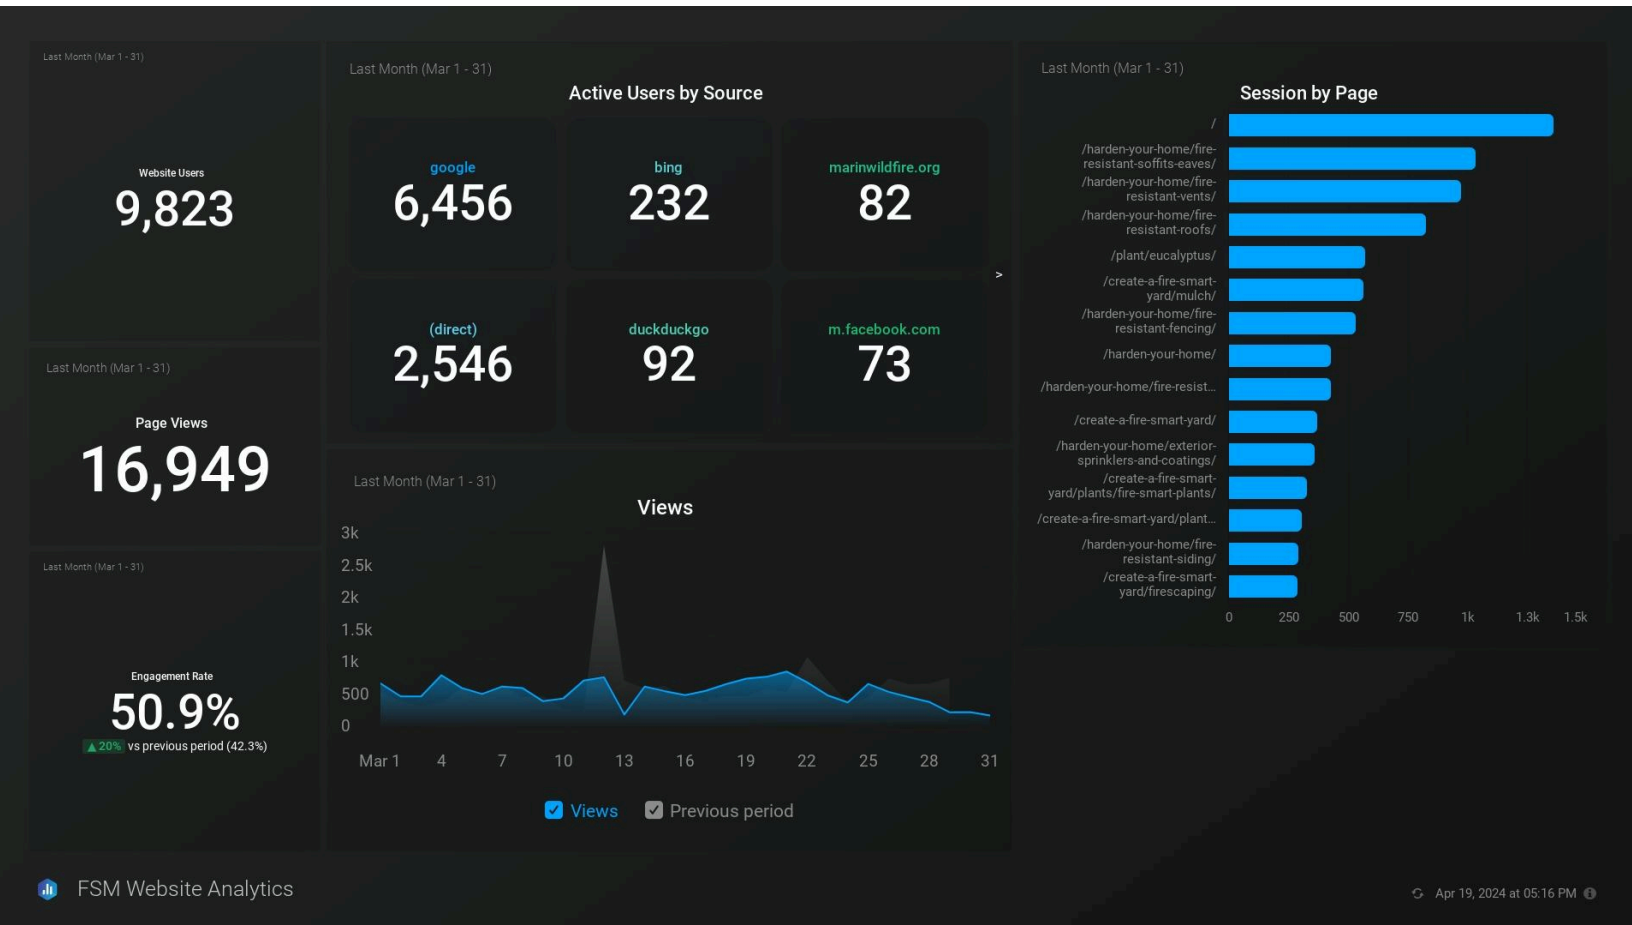 Last Month (Mar 1 - 31)
Website Users
9,823
Last Month (Mar 1 - 31)
Page Views
16,949
Last Month (Mar 1 - 31)
Engagement Rate
50.9%
▲ 20% vs previous period (42.3%)
Last Month (Mar 1 - 31)
Active Users by Source
google
6,456
bing
232
marinwildfire.org
82
(direct)
2,546
duckduckgo
92
m.facebook.com
73
>
Last Month (Mar 1 - 31)
Views
3k
2.5k
2k
1.5k
1k
500
0
Mar 1 4 7 10 13 16 19 22 25 28 31
Views Previous period
Last Month (Mar 1 - 31)
Session by Page
/
/harden-your-home/fire-
resistant-soffits-eaves/
/harden-your-home/fire-
resistant-vents/
/harden-your-home/fire-
resistant-roofs/
/plant/eucalyptus/
/create-a-fire-smart-
yard/mulch/
/harden-your-home/fire-
resistant-fencing/
/harden-your-home/
/harden-your-home/fire-resist...
/create-a-fire-smart-yard/
/harden-your-home/exterior-
sprinklers-and-coatings/
/create-a-fire-smart-
yard/plants/fire-smart-plants/
/create-a-fire-smart-yard/plant...
/harden-your-home/fire-
resistant-siding/
/create-a-fire-smart-
yard/firescaping/
0 250 500 750 1k 1.3k 1.5k
FSM Website Analytics
Apr 19, 2024 at 05:16 PM